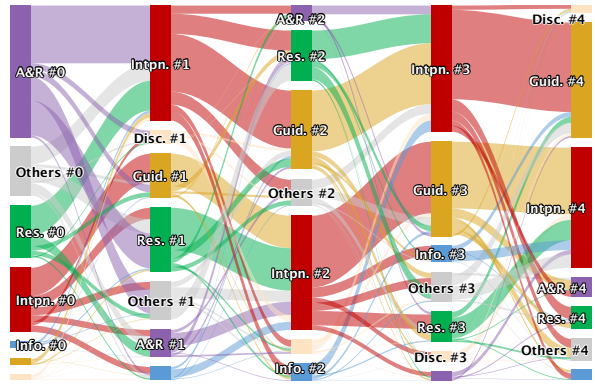 A&R #0
Others #0
Res. #0
Intpn. #0
Info. #0
Intpn. #1
Disc. #1
Guid. #1
Res. #1
Others #1
A&R #1
A&R #2
Res. #2
Guid. #2
Others #2
Intpn. #2
Info. #2
Intpn. #3
Guid. #3
Info. #3
Others #3
Res. #3
Disc. #3
Disc. #4
Guid. #4
Intpn. #4
A&R #4
Res. #4
Others #4